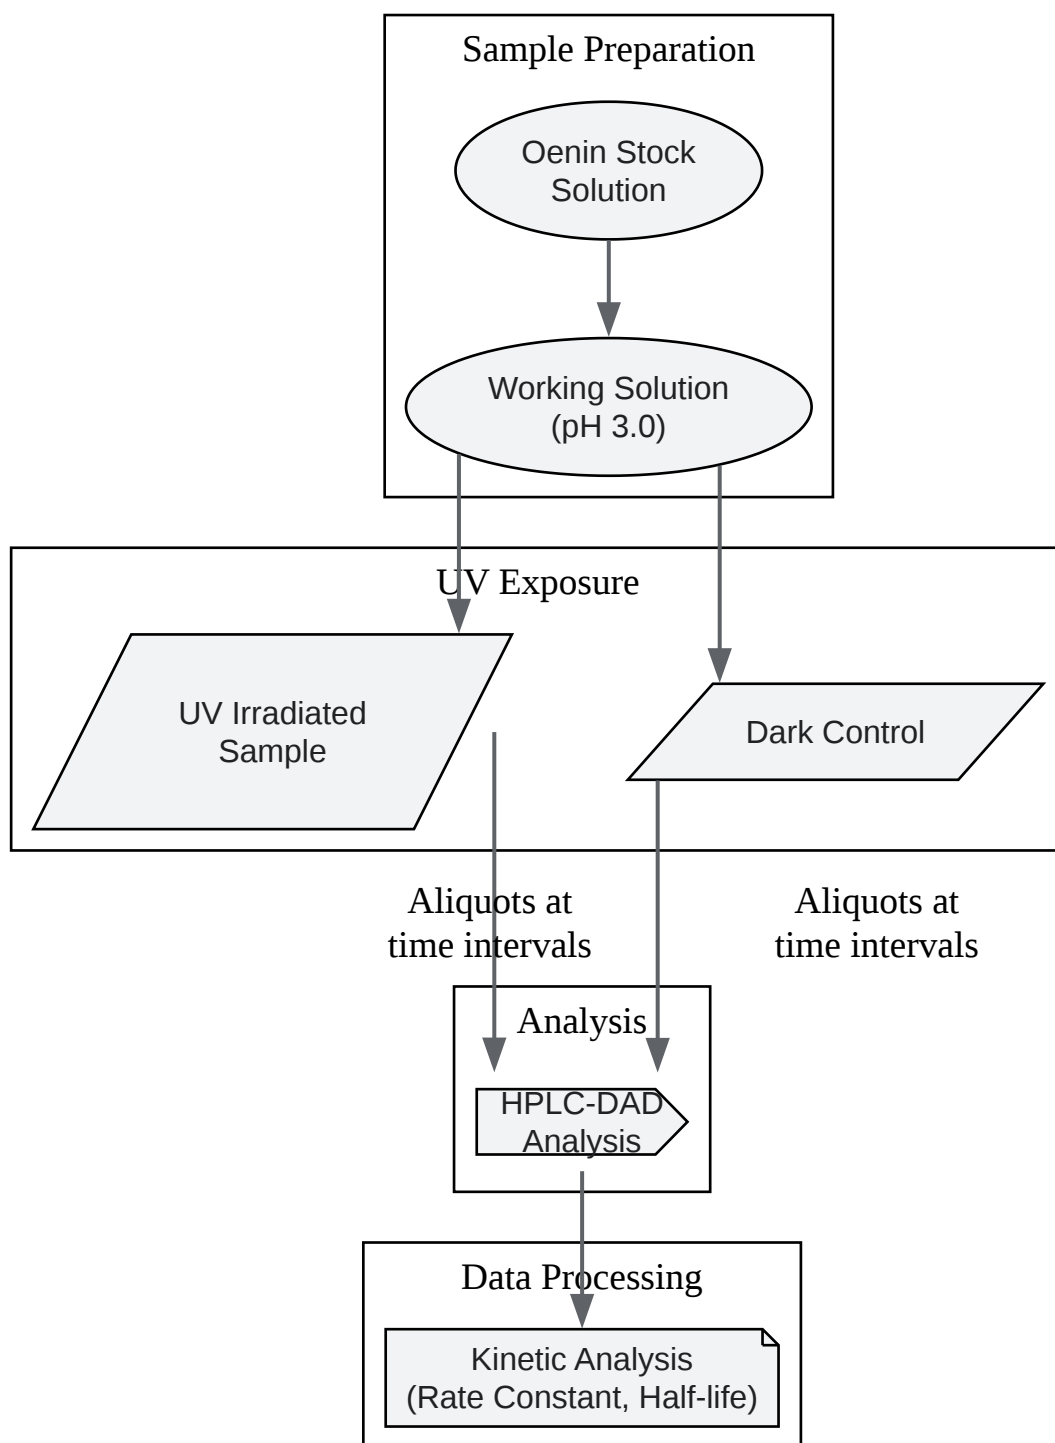 Sample Preparation
Oenin Stock
Solution
Working Solution
(pH 3.0)
UV Exposure
UV Irradiated
Sample
Dark Control
Aliquots at
time intervals
Aliquots at
time intervals
Analysis
HPLC-DAD
Analysis
Data Processing
Kinetic Analysis
(Rate Constant, Half-life)